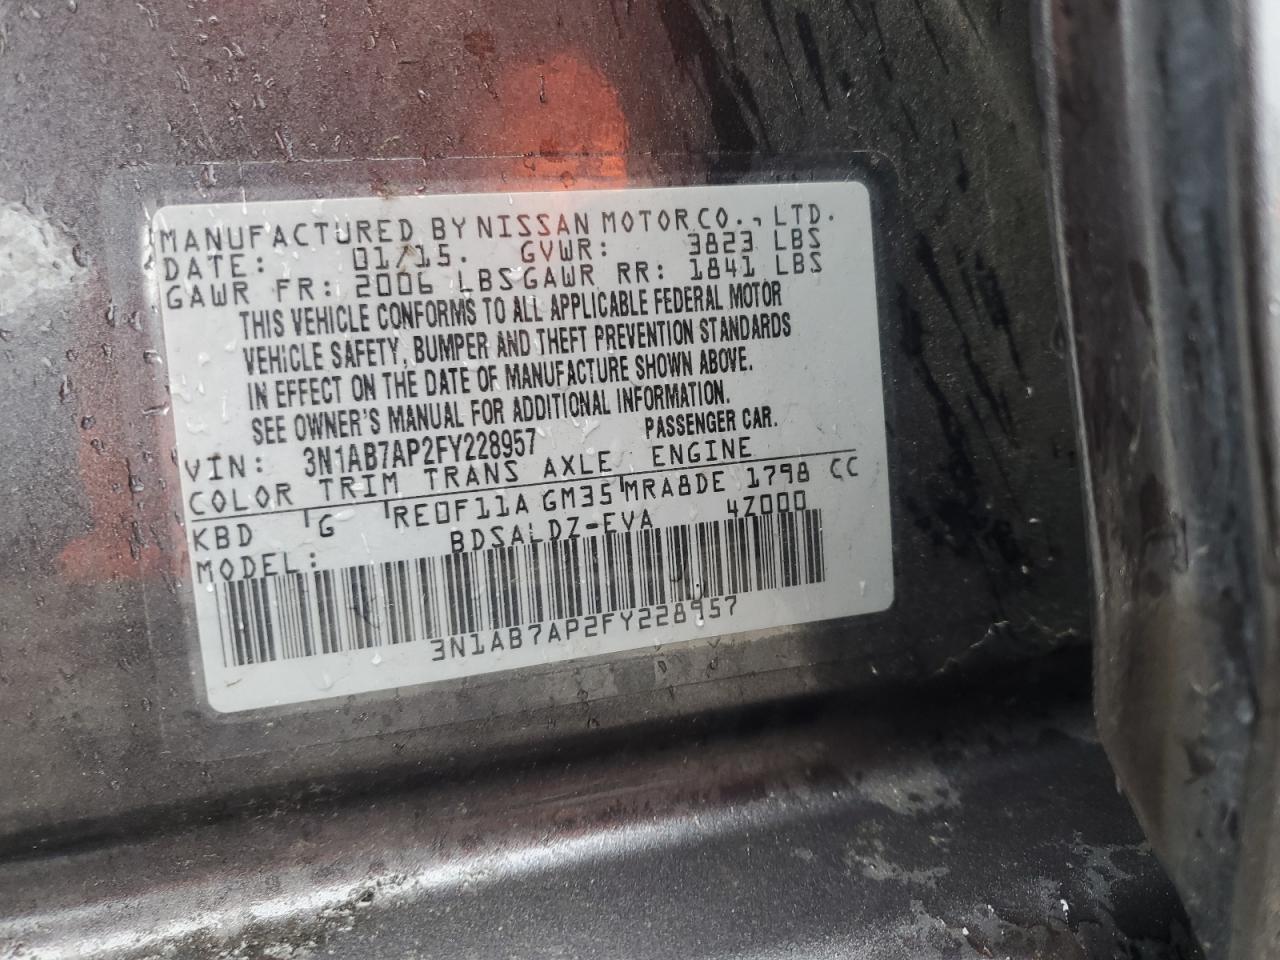 MANUFACTURED BY NISSAN MOTOR CO., LTD.
DATE: 01/15. GVWR: 3823 LBS
GAWR FR: 2006 LBS GAWR RR: 1841 LBS
THIS VEHICLE CONFORMS TO ALL APPLICABLE FEDERAL MOTOR
VEHICLE SAFETY, BUMPER AND THEFT PREVENTION STANDARDS
IN EFFECT ON THE DATE OF MANUFACTURE SHOWN ABOVE.
SEE OWNER'S MANUAL FOR ADDITIONAL INFORMATION.
VIN: 3N1AB7AP2FY228957 PASSENGER CAR.
COLOR TRIM TRANS AXLE ENGINE
KBD G RE0F11A GM35 MRA8DE 1798 CC
MODEL: BDSALDZ-EVA 4Z000
3N1AB7AP2FY228957